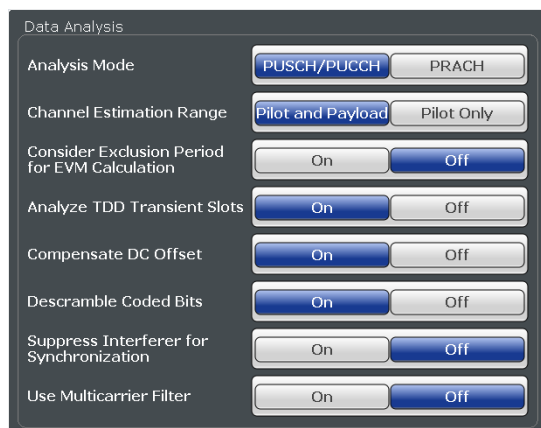 Data Analysis
Analysis Mode PUSCH/PUCCH PRACH
Channel Estimation Range Pilot and Payload Pilot Only
Consider Exclusion Period
for EVM Calculation On Off
Analyze TDD Transient Slots On Off
Compensate DC Offset On Off
Descramble Coded Bits On Off
Suppress Interferer for
Synchronization On Off
Use Multicarrier Filter On Off